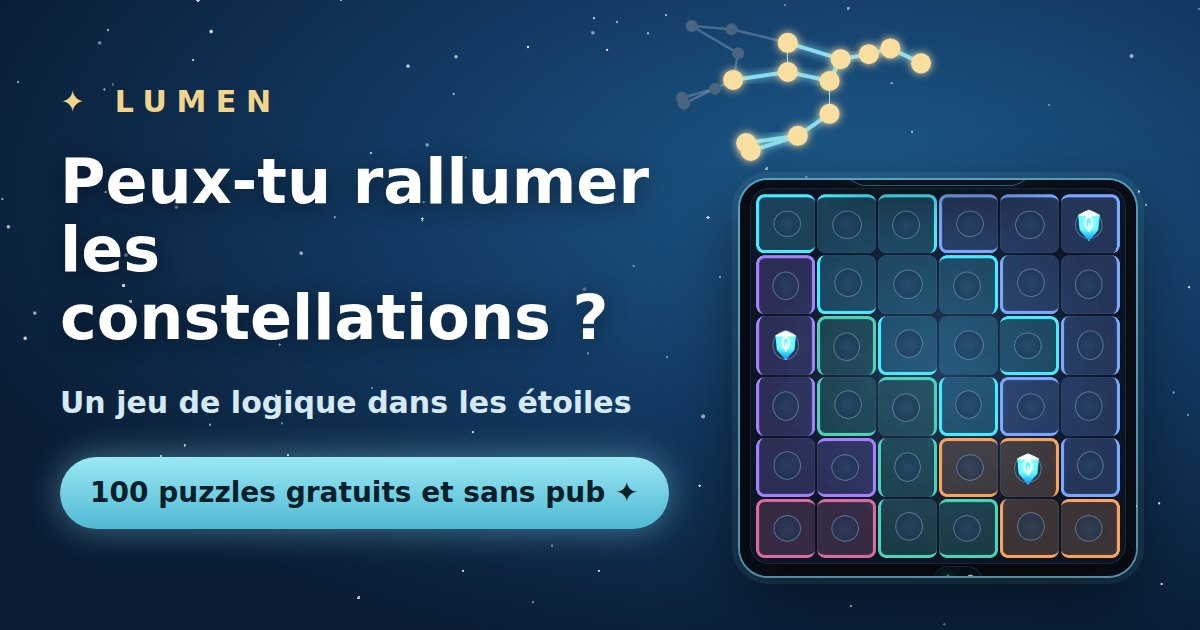 ✦ LUMEN
Peux-tu rallumer
les
constellations ?
Un jeu de logique dans les étoiles
100 puzzles gratuits et sans pub ✦